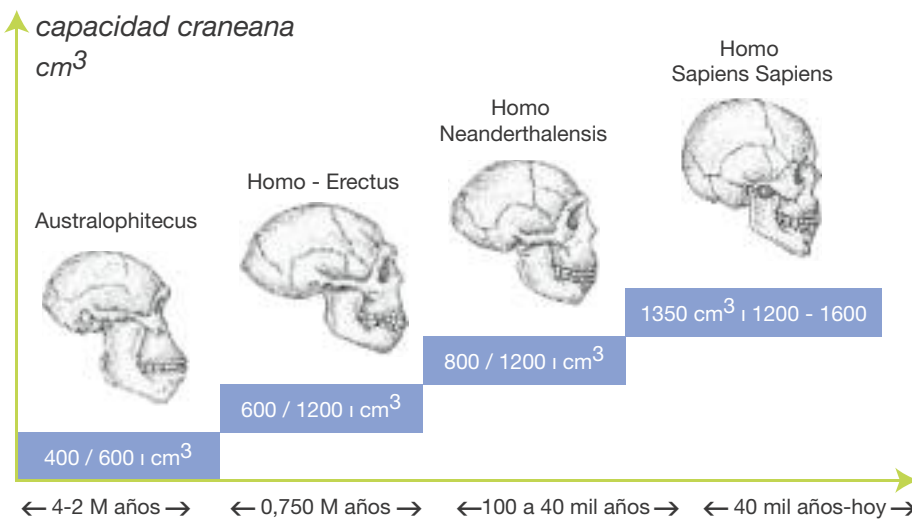 capacidad craneana
cm³
Homo
Sapiens Sapiens
Homo
Neanderthalensis
Homo - Erectus
Australophitecus
1350 cm³ ı 1200 - 1600
800 / 1200 ı cm³
600 / 1200 ı cm³
400 / 600 ı cm³
4-2 M años
0,750 M años
100 a 40 mil años
40 mil años-hoy